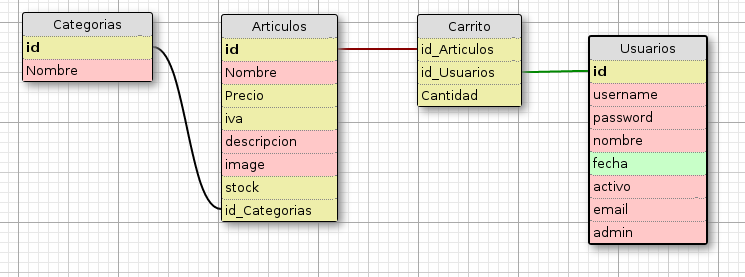 Categorias
id
Nombre
Articulos
id
Nombre
Precio
iva
descripcion
image
stock
id_Categorias
Carrito
id_Articulos
id_Usuarios
Cantidad
Usuarios
id
username
password
nombre
fecha
activo
email
admin